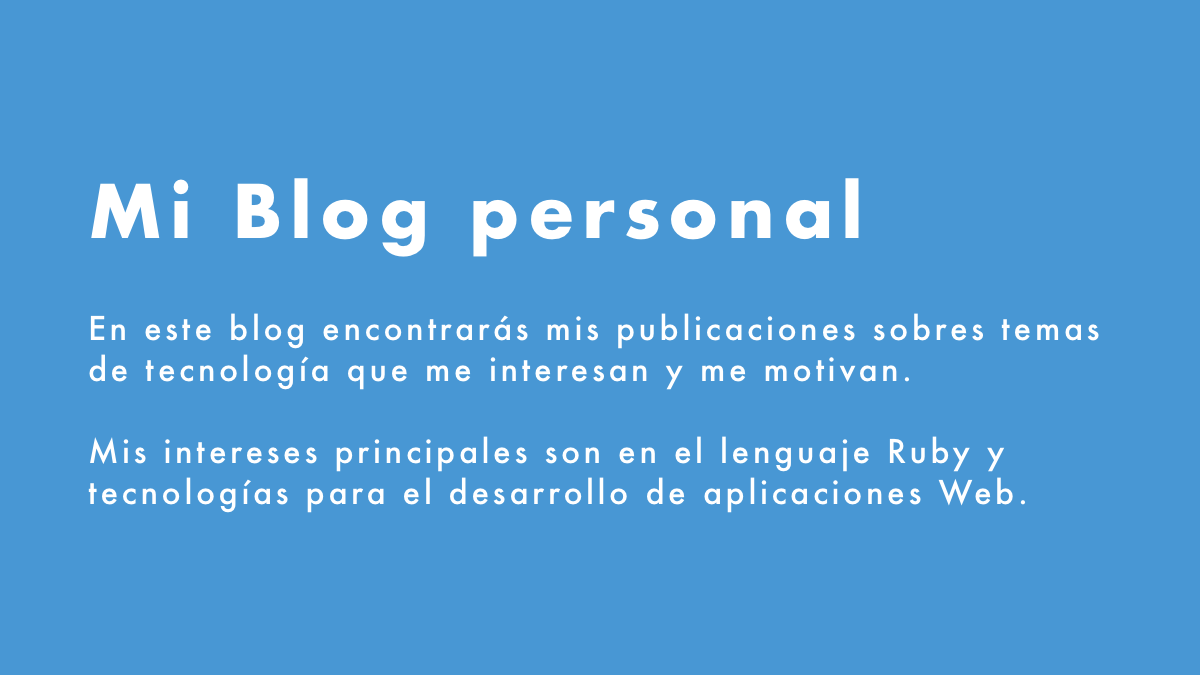 Mi Blog personal
En este blog encontrarás mis publicaciones sobres temas
de tecnología que me interesan y me motivan.
Mis intereses principales son en el lenguaje Ruby y
tecnologías para el desarrollo de aplicaciones Web.